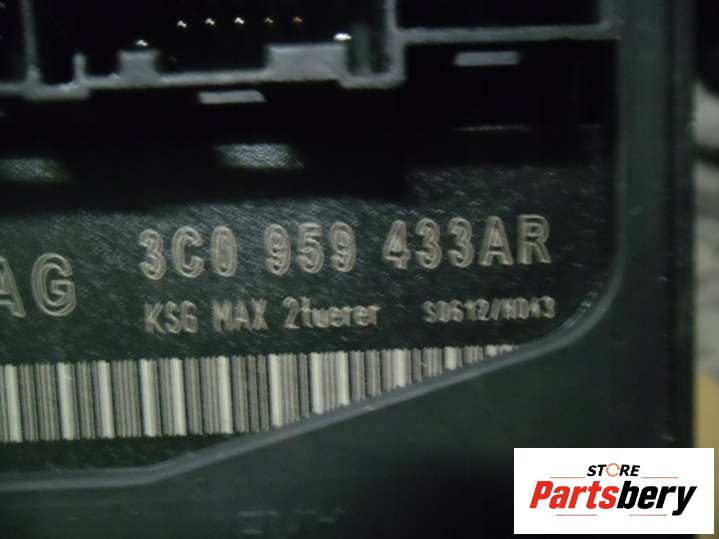 AG 3C0 959 433AR
KSG MAX 2tuerer S0612/H043
STORE
Partsbery